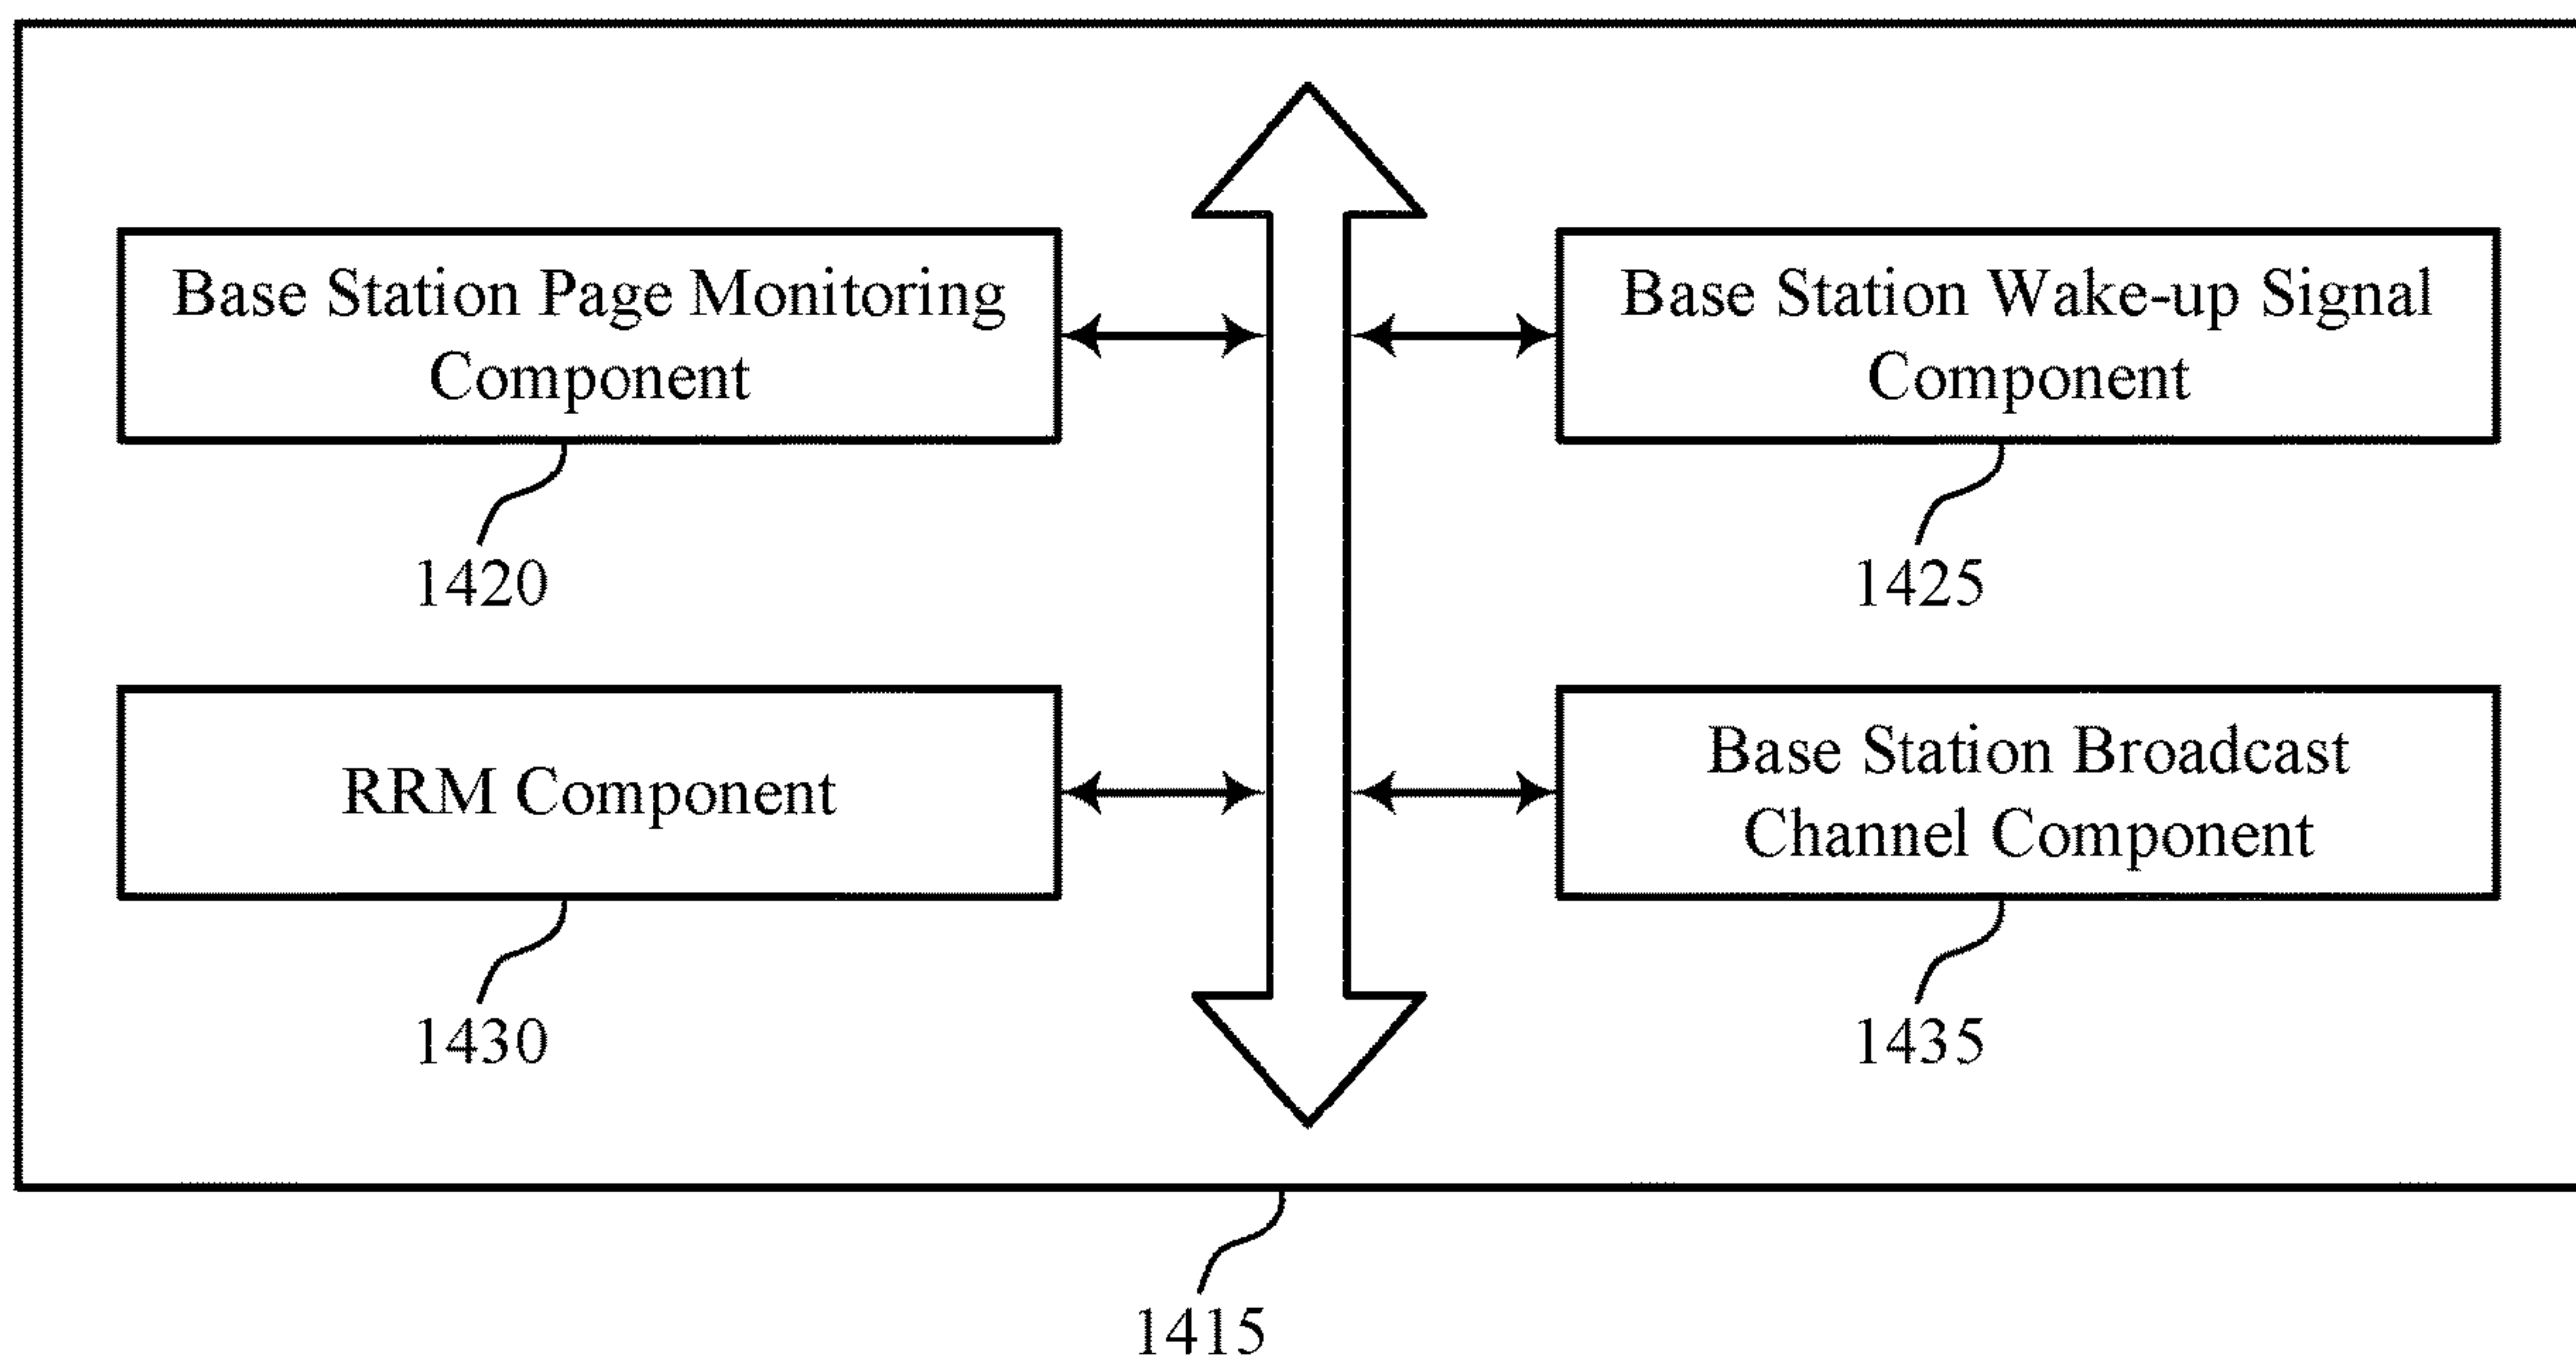 Base Station Page Monitoring
Component
1420
Base Station Wake-up Signal
Component
1425
RRM Component
1430
Base Station Broadcast
Channel Component
1435
1415